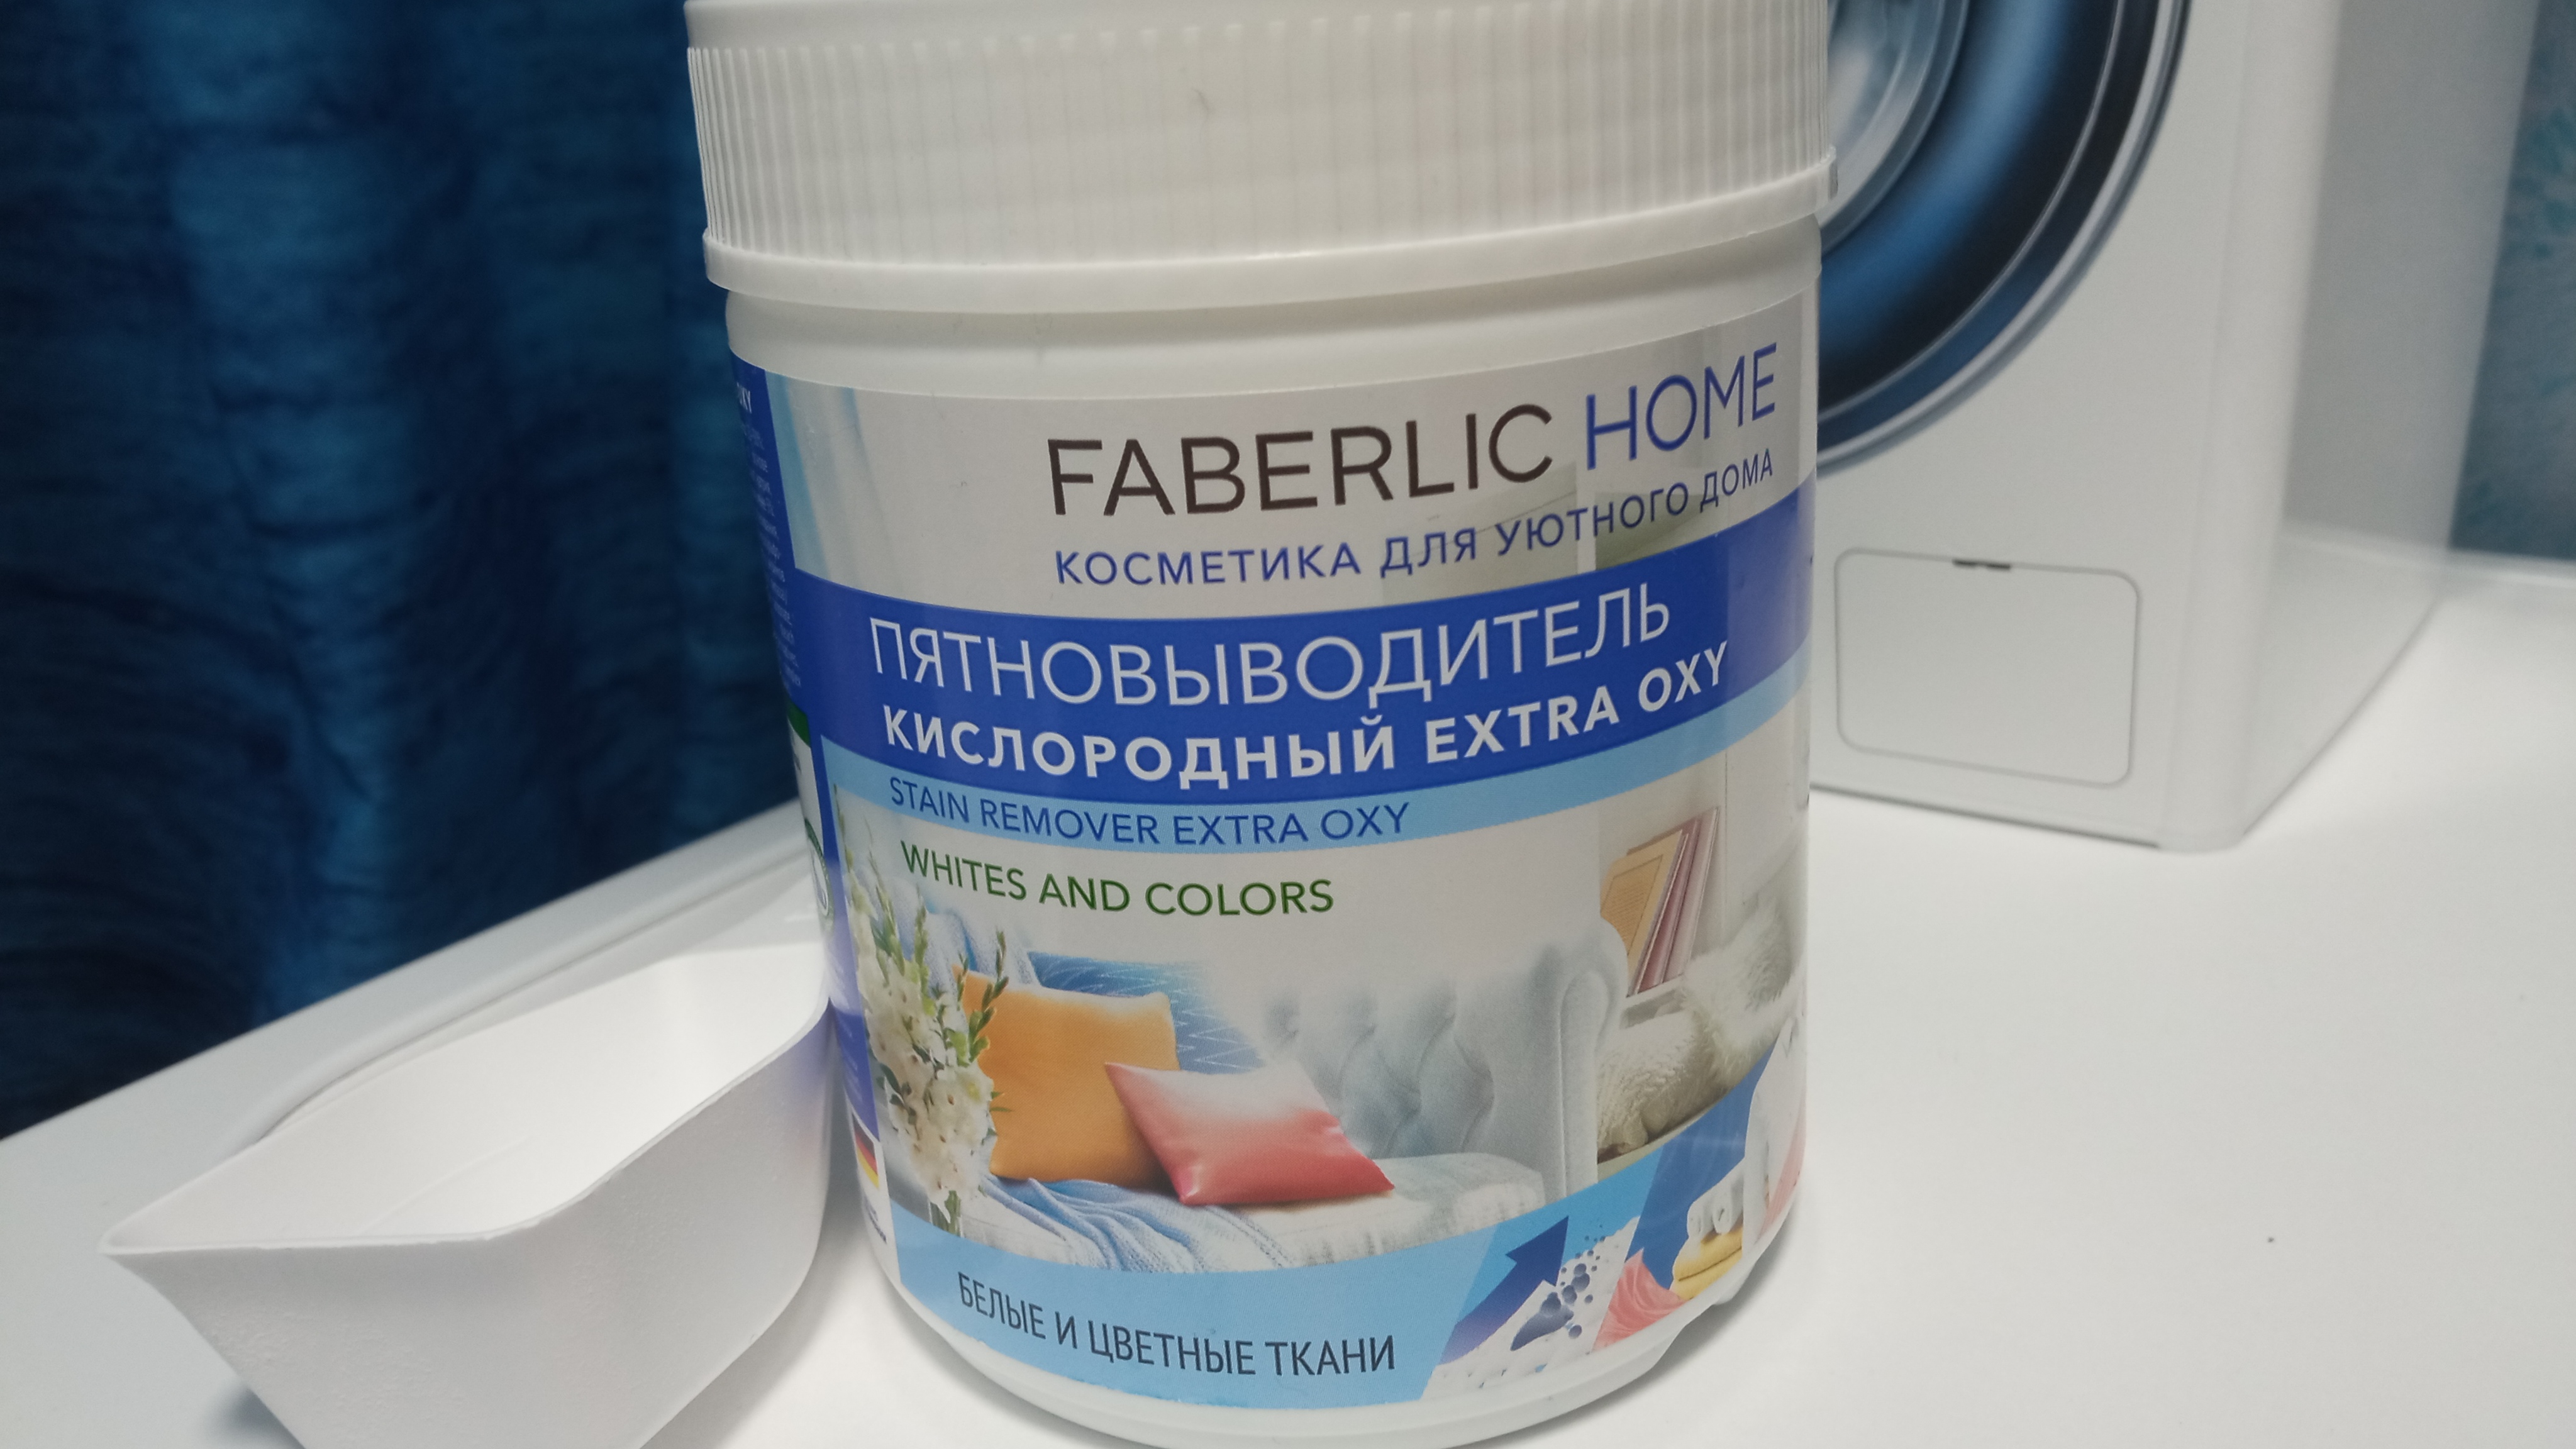 FABERLIC HOME
КОСМЕТИКА ДЛЯ УЮТНОГО ДОМА
ПЯТНОВЫВОДИТЕЛЬ
КИСЛОРОДНЫЙ EXTRA OXY
STAIN REMOVER EXTRA OXY
WHITES AND COLORS
БЕЛЫЕ И ЦВЕТНЫЕ ТКАНИ
OXY